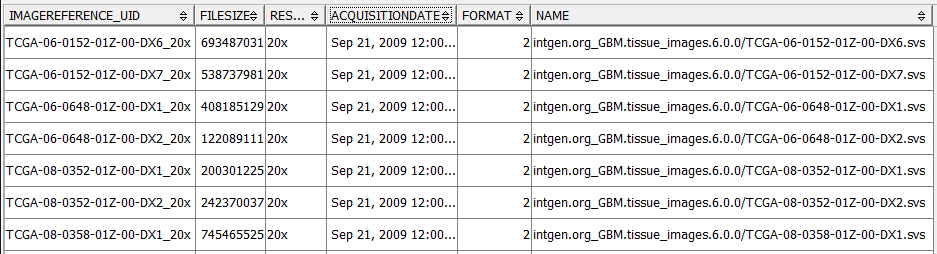 IMAGEREFERENCE_UID FILESIZE RES... ACQUISITIONDATE FORMAT NAME
TCGA-06-0152-01Z-00-DX6_20x 693487031 20x Sep 21, 2009 12:00... 2 intgen.org_GBM.tissue_images.6.0.0/TCGA-06-0152-01Z-00-DX6.svs
TCGA-06-0152-01Z-00-DX7_20x 538737981 20x Sep 21, 2009 12:00... 2 intgen.org_GBM.tissue_images.6.0.0/TCGA-06-0152-01Z-00-DX7.svs
TCGA-06-0648-01Z-00-DX1_20x 408185129 20x Sep 21, 2009 12:00... 2 intgen.org_GBM.tissue_images.6.0.0/TCGA-06-0648-01Z-00-DX1.svs
TCGA-06-0648-01Z-00-DX2_20x 122089111 20x Sep 21, 2009 12:00... 2 intgen.org_GBM.tissue_images.6.0.0/TCGA-06-0648-01Z-00-DX2.svs
TCGA-08-0352-01Z-00-DX1_20x 200301225 20x Sep 21, 2009 12:00... 2 intgen.org_GBM.tissue_images.6.0.0/TCGA-08-0352-01Z-00-DX1.svs
TCGA-08-0352-01Z-00-DX2_20x 242370037 20x Sep 21, 2009 12:00... 2 intgen.org_GBM.tissue_images.6.0.0/TCGA-08-0352-01Z-00-DX2.svs
TCGA-08-0358-01Z-00-DX1_20x 745465525 20x Sep 21, 2009 12:00... 2 intgen.org_GBM.tissue_images.6.0.0/TCGA-08-0358-01Z-00-DX1.svs